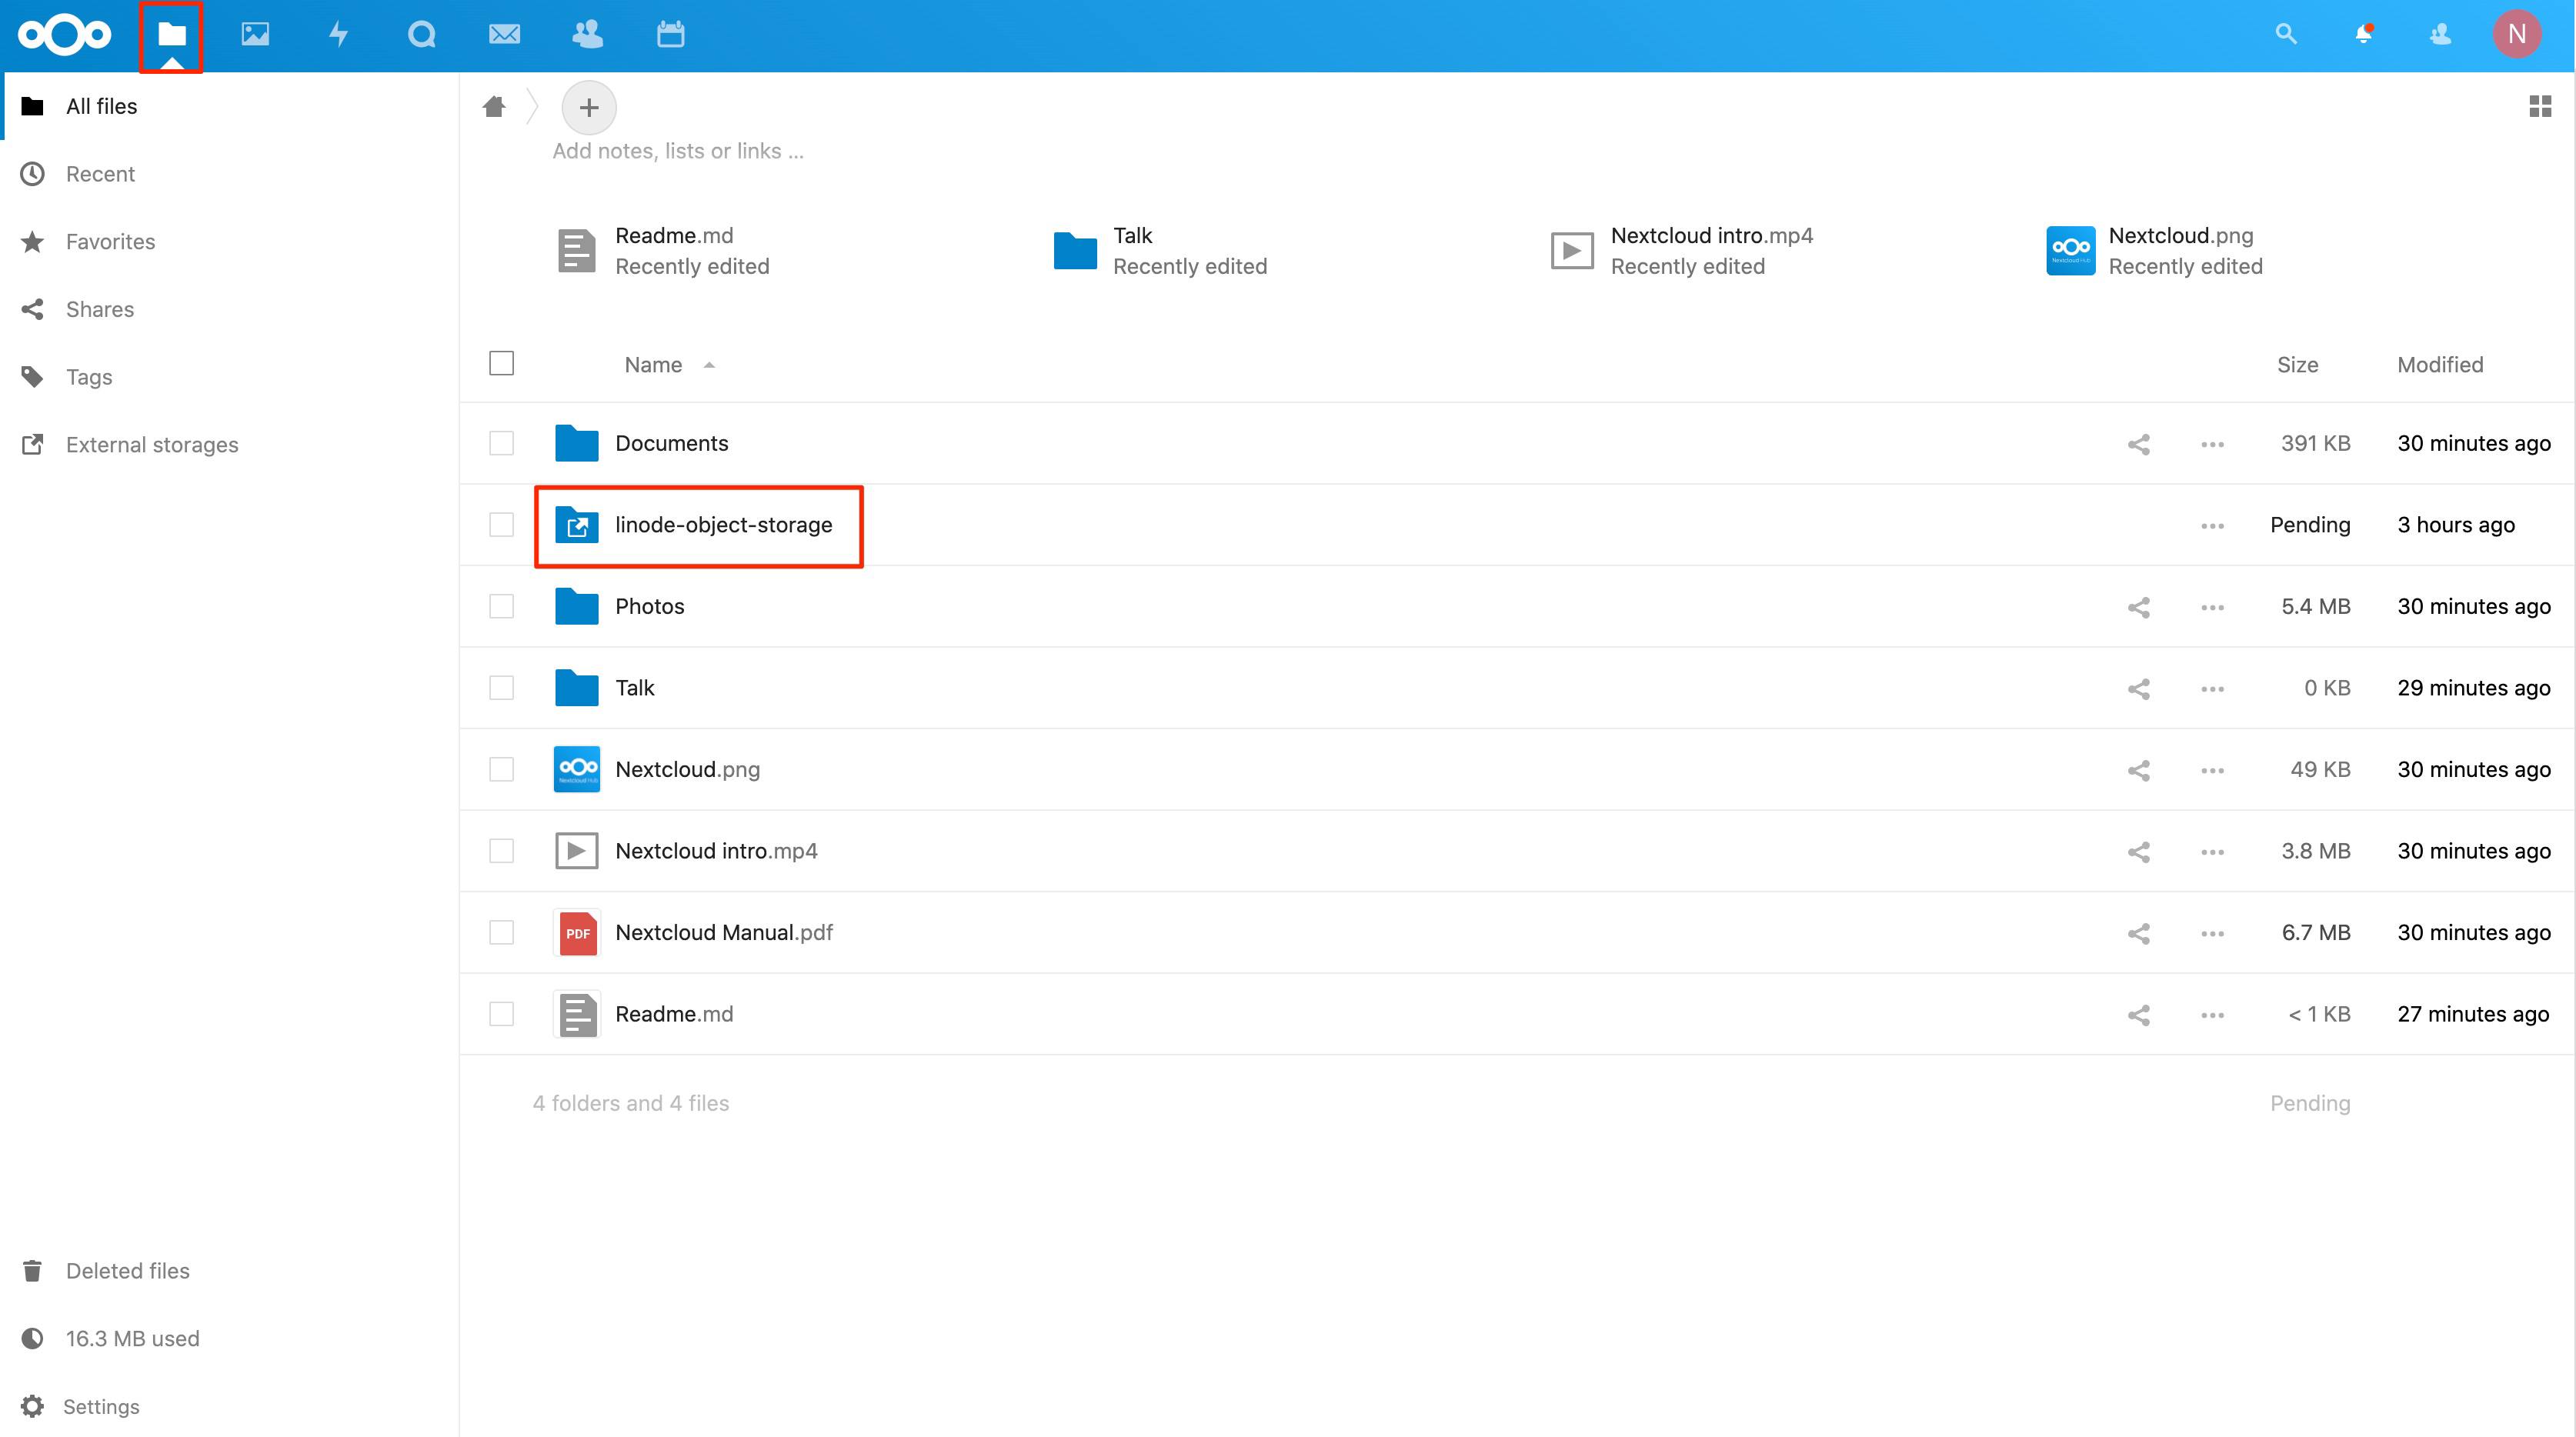 N
All files
Recent
Favorites
Shares
Tags
External storages
Deleted files
16.3 MB used
Settings
Add notes, lists or links ...
Readme.md
Recently edited
Talk
Recently edited
Nextcloud intro.mp4
Recently edited
Nextcloud.png
Recently edited
Name Size Modified
Documents 391 KB 30 minutes ago
linode-object-storage Pending 3 hours ago
Photos 5.4 MB 30 minutes ago
Talk 0 KB 29 minutes ago
Nextcloud.png 49 KB 30 minutes ago
Nextcloud intro.mp4 3.8 MB 30 minutes ago
PDF Nextcloud Manual.pdf 6.7 MB 30 minutes ago
Readme.md < 1 KB 27 minutes ago
4 folders and 4 files Pending